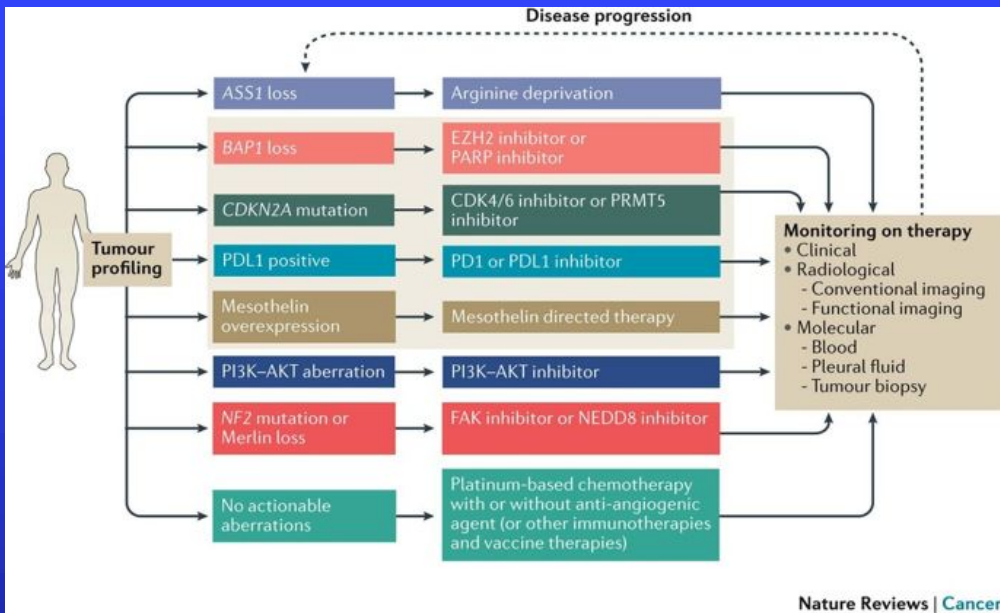 Disease progression
ASS1 loss
Arginine deprivation
BAP1 loss
EZH2 inhibitor or
PARP inhibitor
CDKN2A mutation
CDK4/6 inhibitor or PRMT5
inhibitor
Tumour
profiling
PDL1 positive
PD1 or PDL1 inhibitor
Mesothelin
overexpression
Mesothelin directed therapy
PI3K–AKT aberration
PI3K–AKT inhibitor
NF2 mutation or
Merlin loss
FAK inhibitor or NEDD8 inhibitor
No actionable
aberrations
Platinum-based chemotherapy
with or without anti-angiogenic
agent (or other immunotherapies
and vaccine therapies)
Monitoring on therapy
• Clinical
• Radiological
- Conventional imaging
- Functional imaging
• Molecular
- Blood
- Pleural fluid
- Tumour biopsy
Nature Reviews | Cancer